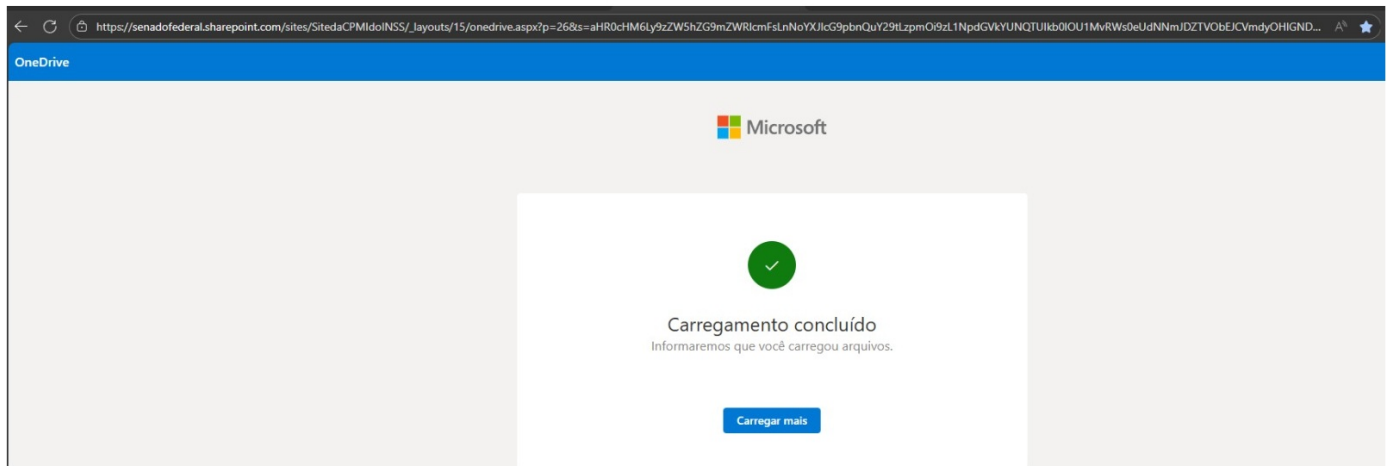 https://senadofederal.sharepoint.com/sites/SitedaCPMIdoINSS/_layouts/15/onedrive.aspx?p=26&s=aHR0cHM6Ly9zZW5hZG9mZWRlcmFsLnNoYXJlcG9pbnQuY29tLzpmOi9zL1NpdGVkYUNQTUlkb0lOU1MvRWs0eUdNNmJDZTVObEJCVmdyOHlGND...
OneDrive
Microsoft
Carregamento concluído
Informaremos que você carregou arquivos.
Carregar mais